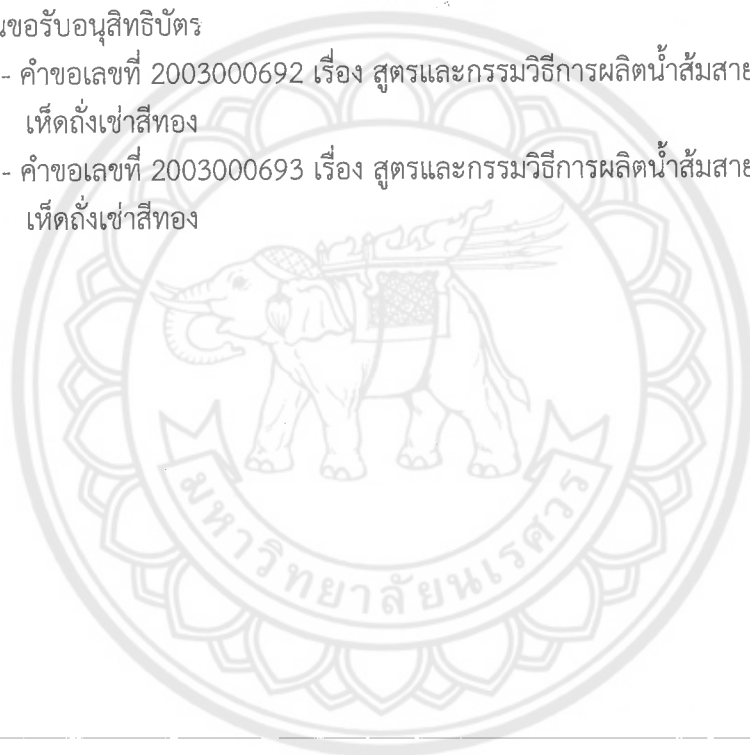 นขอรับอนุสิทธิบัตร
- คำขอเลขที่ 2003000692 เรื่อง สูตรและกรรมวิธีการผลิตน้ำส้มสาย
เห็ดถั่งเช่าสีทอง
- คำขอเลขที่ 2003000693 เรื่อง สูตรและกรรมวิธีการผลิตน้ำส้มสาย
เห็ดถั่งเช่าสีทอง
มหาวิทยาลัยนเรศวร